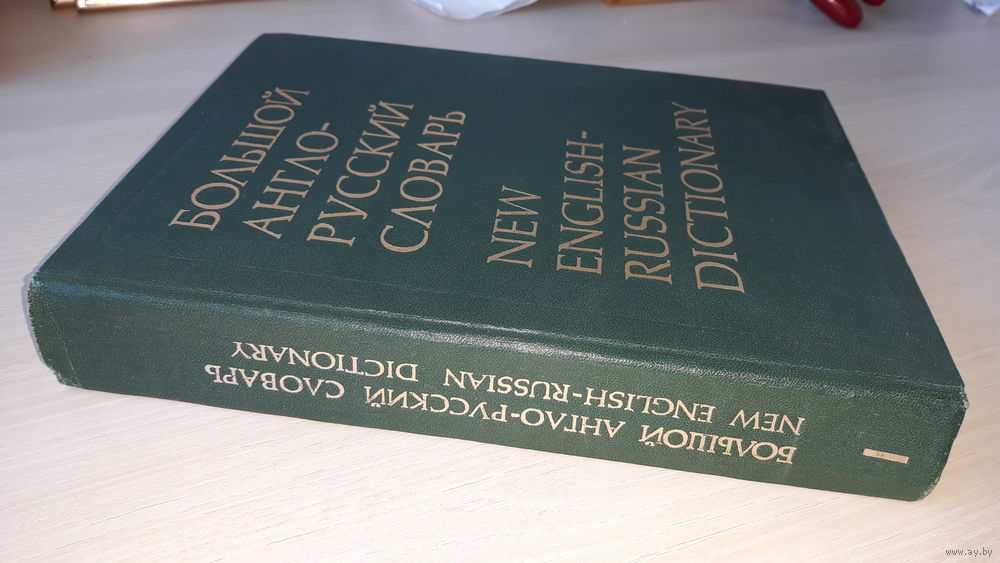 БОЛЬШОЙ
АНГЛО-
РУССКИЙ
СЛОВАРЬ
NEW
ENGLISH-
RUSSIAN
DICTIONARY
БОЛЬШОЙ АНГЛО-РУССКИЙ СЛОВАРЬ
NEW ENGLISH-RUSSIAN DICTIONARY
I
www.ay.by